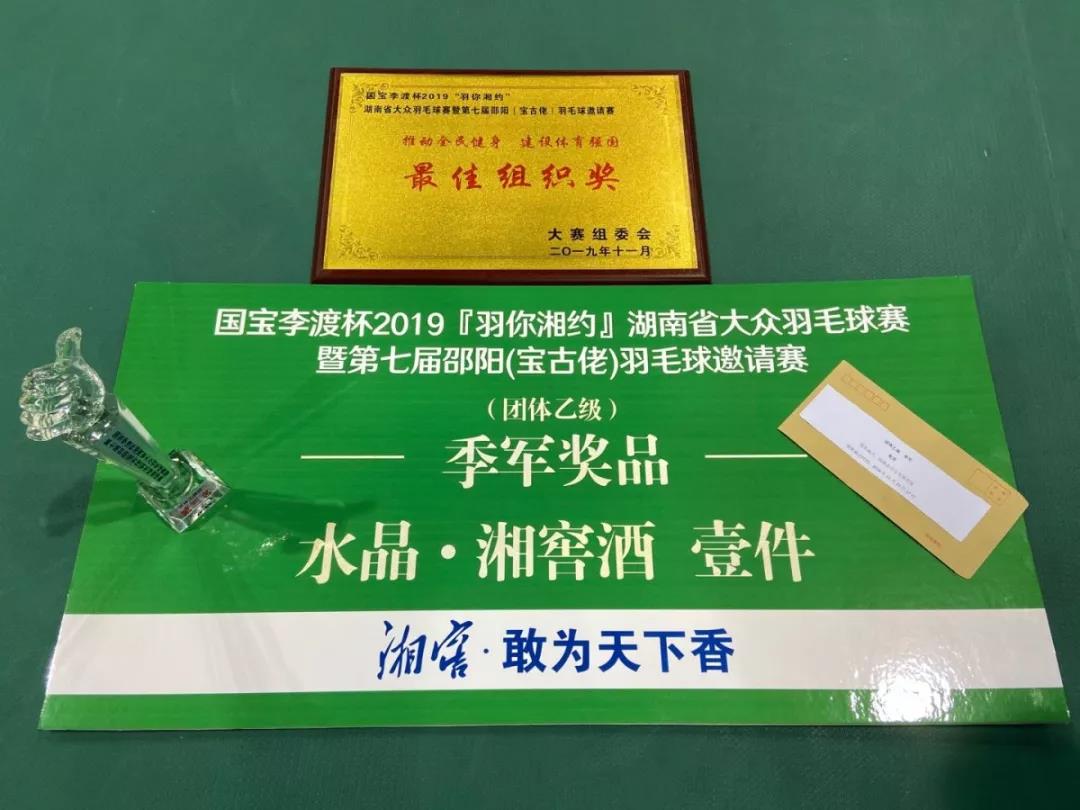 国宝李渡杯2019“羽你湘约”
湖南省大众羽毛球赛暨第七届邵阳（宝古佬）羽毛球邀请赛
推动全民健身 建设体育强国
最佳组织奖
大赛组委会
二〇一九年十一月
国宝李渡杯2019『羽你湘约』湖南省大众羽毛球赛
暨第七届邵阳(宝古佬)羽毛球邀请赛
（团体乙级）
季军奖品
水晶·湘窖酒 壹件
湘窖·敢为天下香